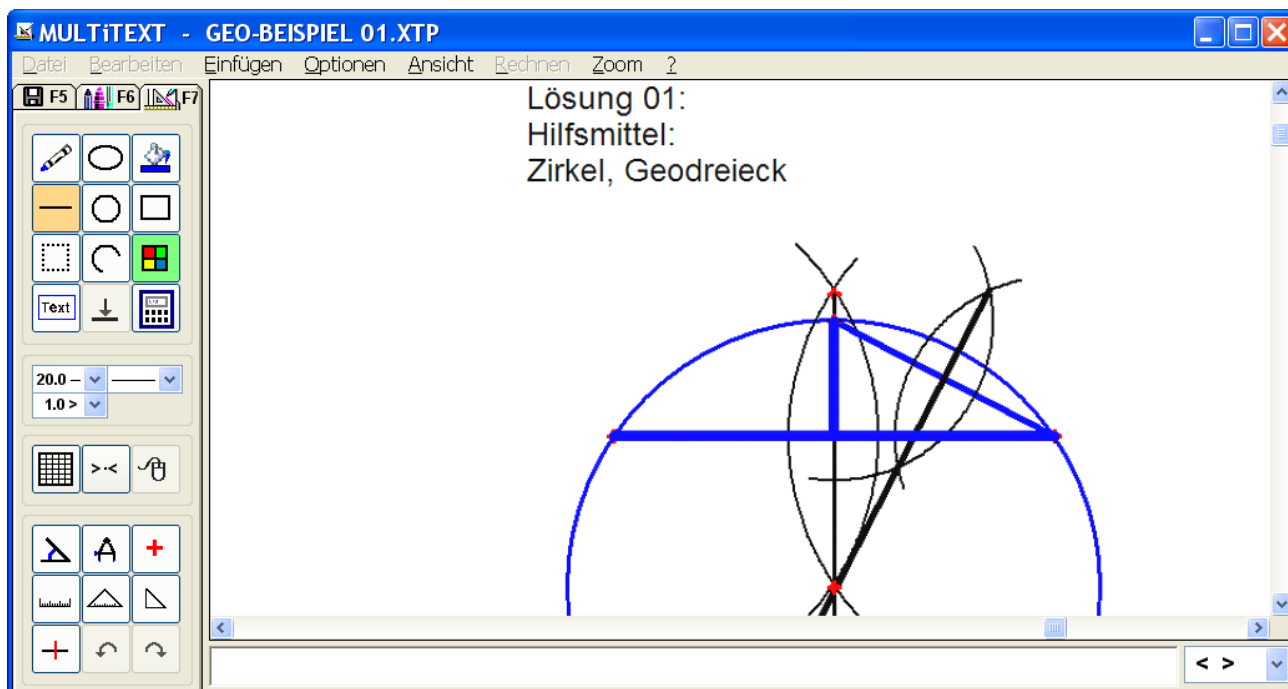 MULTiTEXT - GEO-BEISPIEL 01.XTP
Datei Bearbeiten Einfügen Optionen Ansicht Rechnen Zoom ?
F5 F6 F7
Lösung 01:
Hilfsmittel:
Zirkel, Geodreieck
Text
20.0
1.0 >
>·<
< >